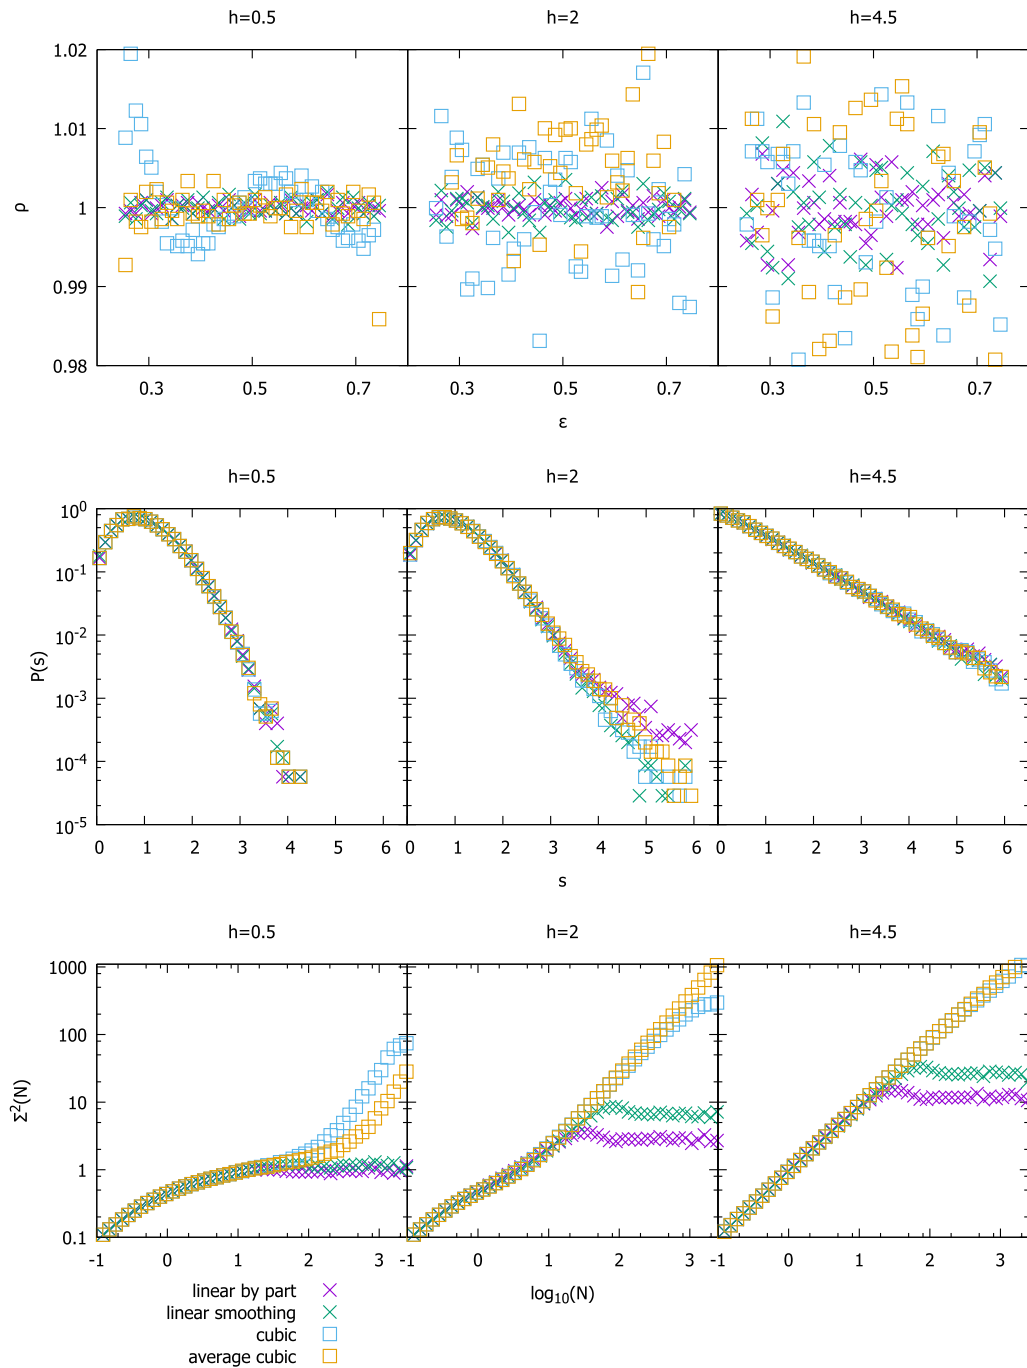 h=0.5 h=2 h=4.5
1.02
1.01
1
0.99
0.98
ρ
0.3 0.5 0.7 0.3 0.5 0.7 0.3 0.5 0.7
ε
h=0.5 h=2 h=4.5
10^0
10^-1
10^-2
10^-3
10^-4
10^-5
P(s)
0 1 2 3 4 5 6 0 1 2 3 4 5 6 0 1 2 3 4 5 6
s
h=0.5 h=2 h=4.5
1000
100
10
1
0.1
Σ^2(N)
-1 0 1 2 3 -1 0 1 2 3 -1 0 1 2 3
log_10(N)
linear by part
linear smoothing
cubic
average cubic